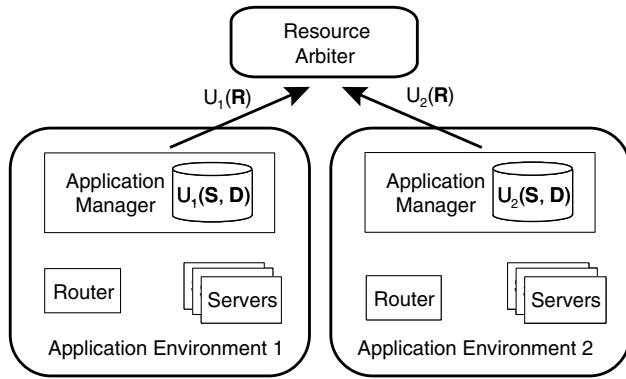 Resource
Arbiter
U₁(R)
U₂(R)
Application
Manager
U₁(S, D)
Application
Manager
U₂(S, D)
Router
Servers
Router
Servers
Application Environment 1
Application Environment 2